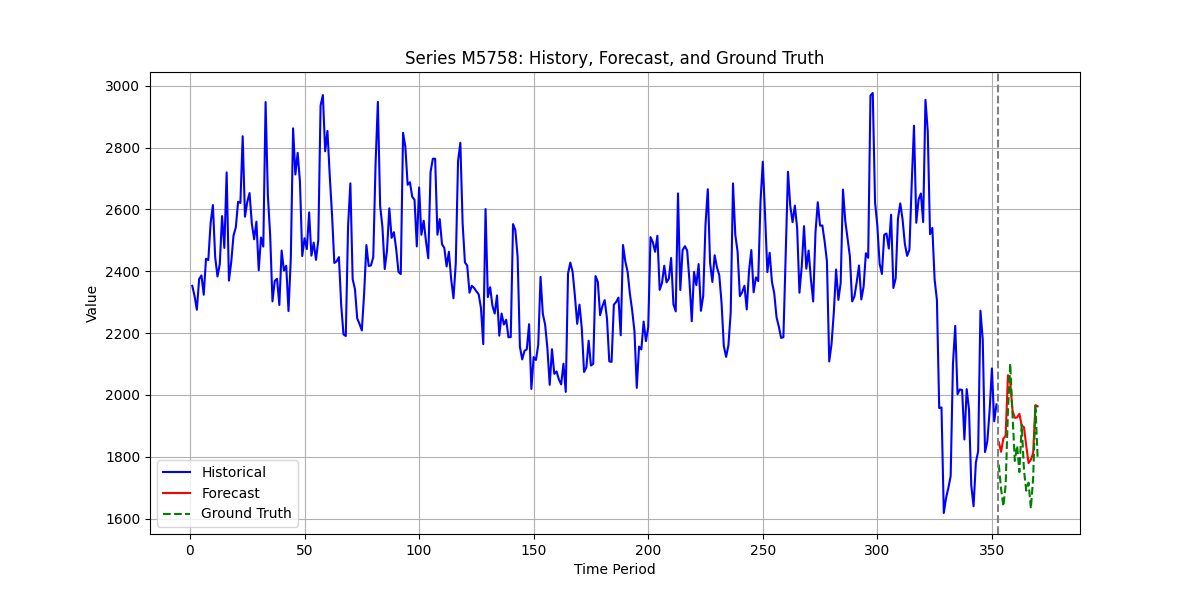 Series M5758: History, Forecast, and Ground Truth
3000
2800
2600
2400
2200
2000
1800
1600
Value
Historical
Forecast
Ground Truth
0 50 100 150 200 250 300 350
Time Period